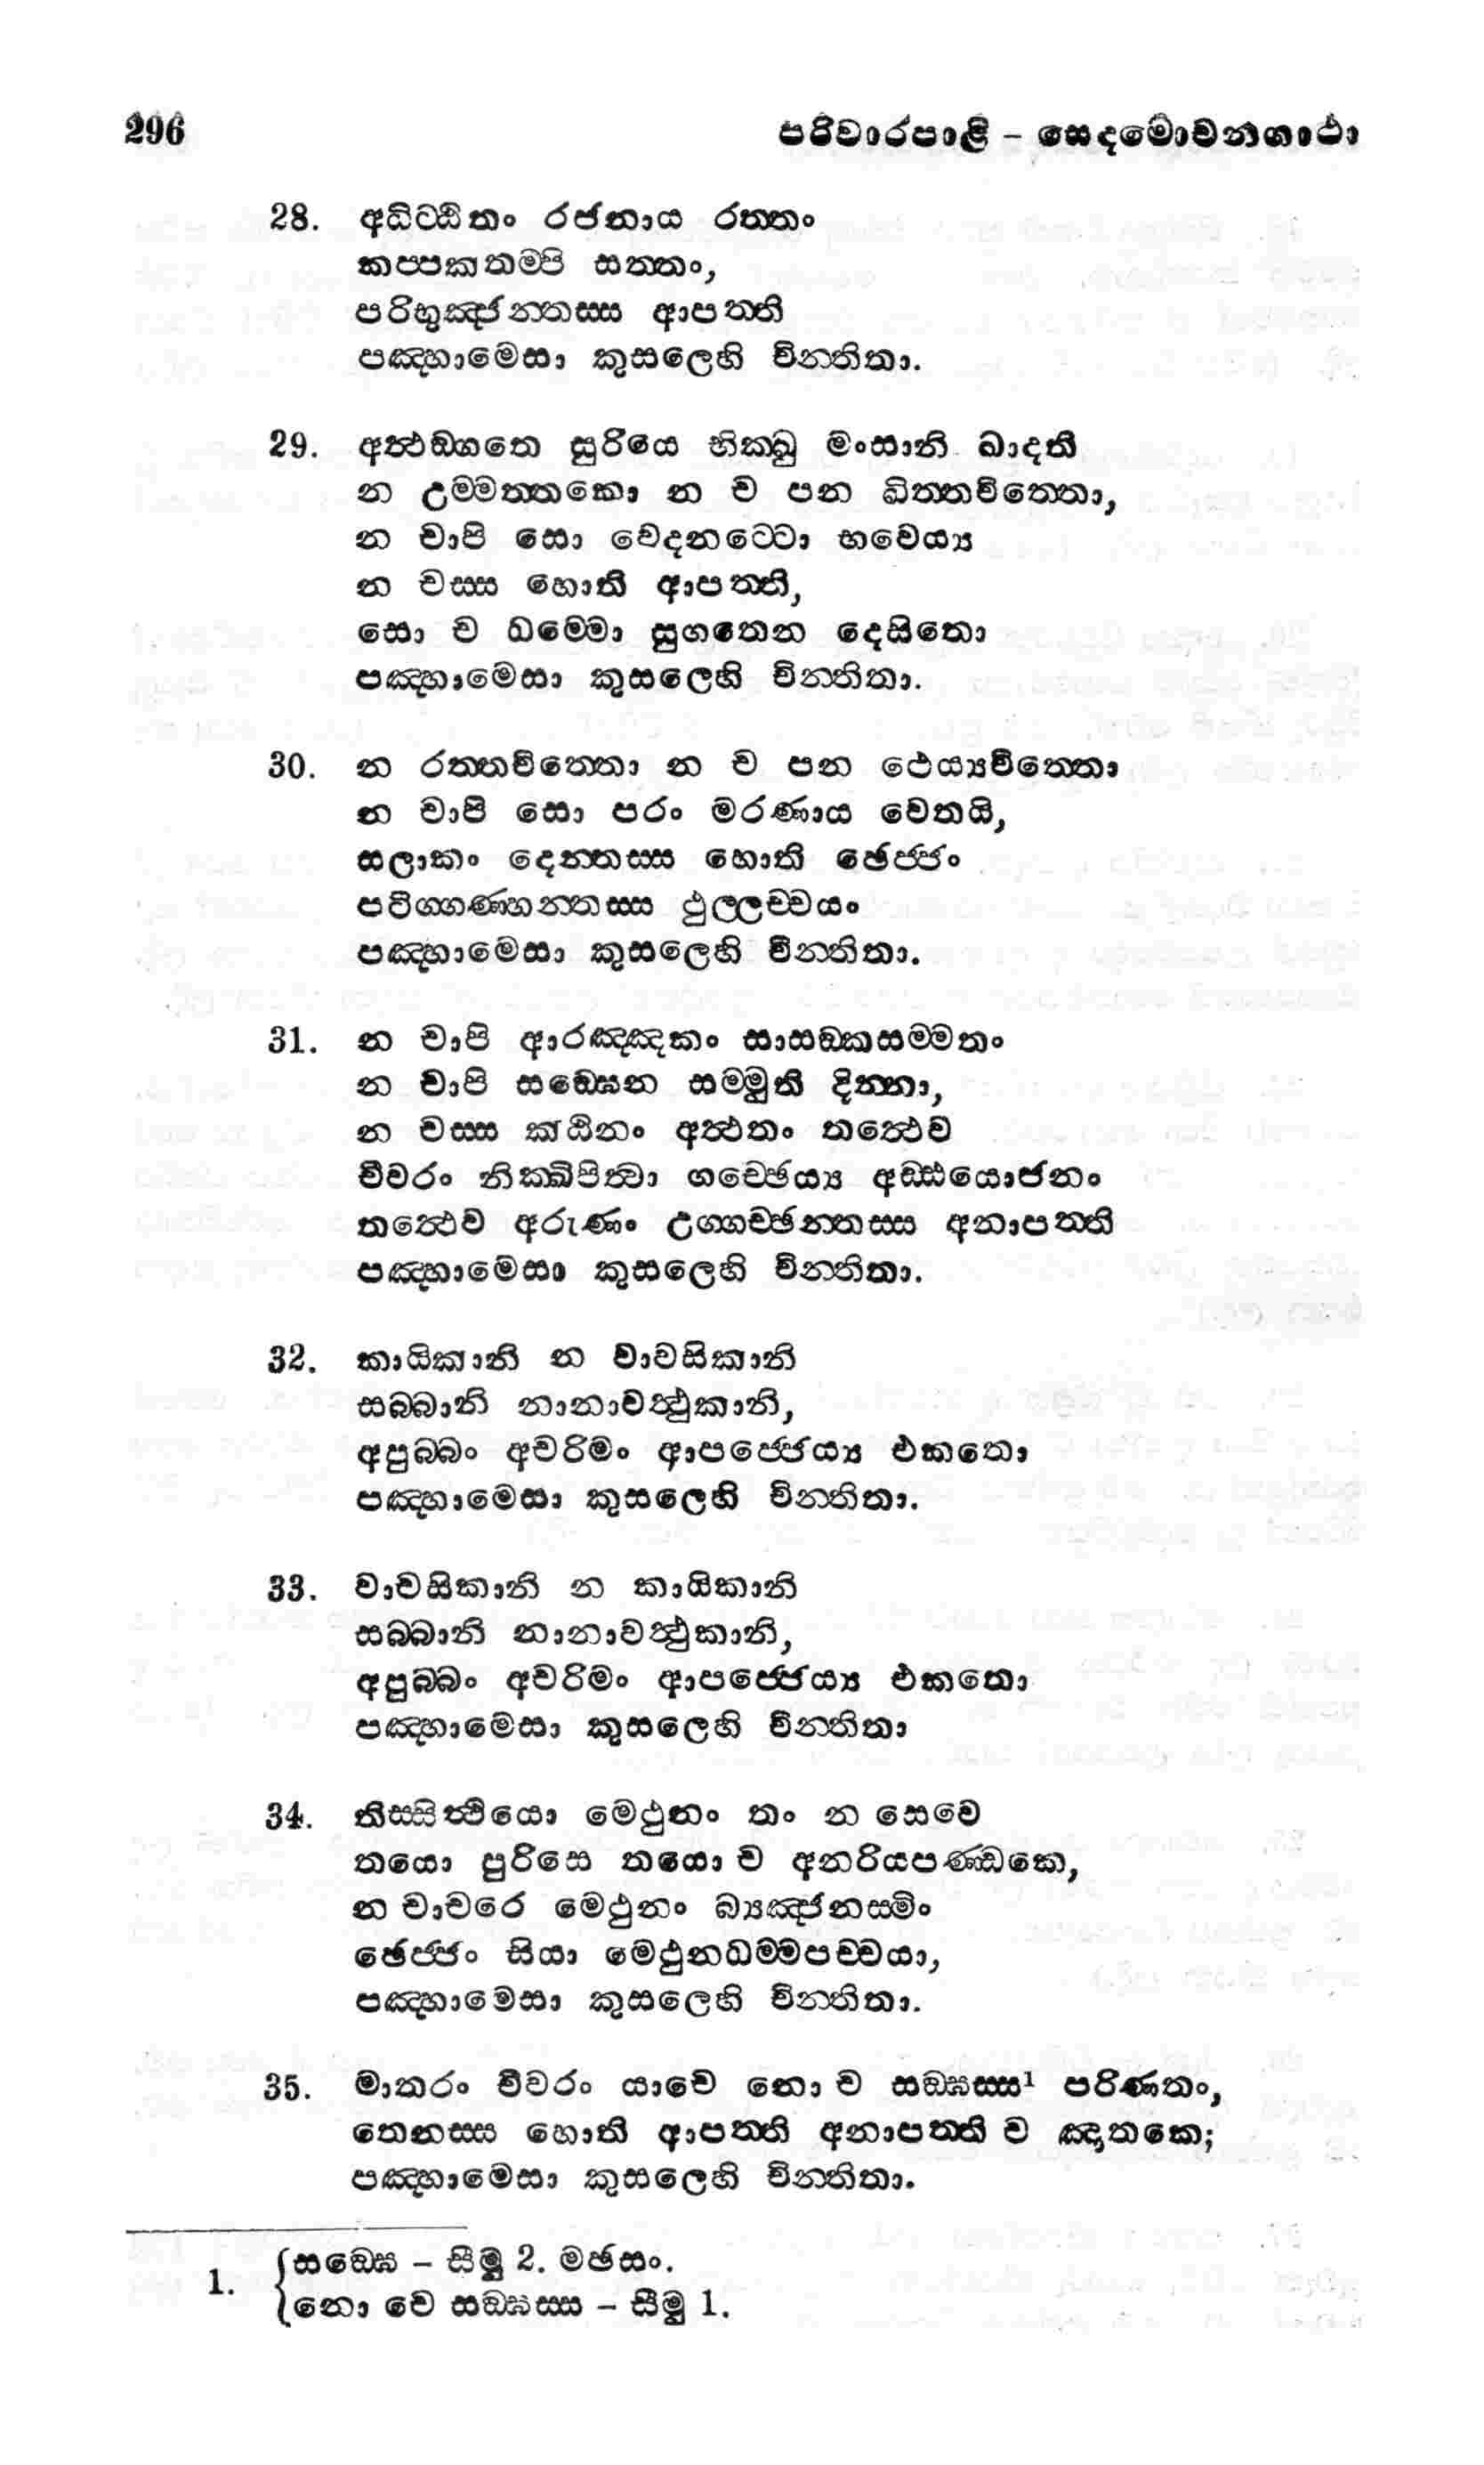 296
පරිවාරපාළි – සෙදමොචනගාථා
28. අධිට්ඨිතං රජනාය රත්තං
කප්පකතම්පි සන්තං,
පරිභුඤ්ජන්තස්ස ආපත්ති
පඤ්හාමෙසා කුසලෙහි චින්තිතා.
29. අත්ථඞ්ගතෙ සුරියෙ භික්ඛු මංසානි ඛාදති
න උම්මත්තකො න ච පන ඛිත්තචිත්තො,
න චාපි සො වෙදනට්ටො භවෙය්‍ය
න චස්ස හොති ආපත්ති,
සො ච ධම්මො සුගතෙන දෙසිතො
පඤ්හාමෙසා කුසලෙහි චින්තිතා.
30. න රත්තචිත්තො න ච පන ථෙය්‍යචිත්තො
න චාපි සො පරං මරණාය චෙතයි,
සලාකං දෙන්තස්ස හොති ඡෙජ්ජං
පටිග්ගණ්හන්තස්ස ථුල්ලච්චයං
පඤ්හාමෙසා කුසලෙහි චින්තිතා.
31. න චාපි ආරඤ්ඤකං සාසඞ්කසම්මතං
න චාපි සඞ්ඝෙන සම්මුති දින්නා,
න චස්ස කඨිනං අත්ථතං තත්ථෙව
චීවරං නික්ඛිපිත්වා ගච්ඡෙය්‍ය අඩ්ඪයොජනං
තත්ථෙව අරුණං උග්ගච්ඡන්තස්ස අනාපත්ති
පඤ්හාමෙසා කුසලෙහි චින්තිතා.
32. කායිකානි න වාචසිකානි
සබ්බානි නානාවත්ථුකානි,
අපුබ්බං අචරිමං ආපජ්ජෙය්‍ය එකතො
පඤ්හාමෙසා කුසලෙහි චින්තිතා.
33. වාචසිකානි න කායිකානි
සබ්බානි නානාවත්ථුකානි,
අපුබ්බං අචරිමං ආපජ්ජෙය්‍ය එකතො
පඤ්හාමෙසා කුසලෙහි චින්තිතා
34. තිස්සිත්ථියො මෙථුනං තං න සෙවෙ
තයො පුරිසෙ තයො ච අනරියපණ්ඩකෙ,
න චාචරෙ මෙථුනං බ්‍යඤ්ජනස්මිං
ඡෙජ්ජං සියා මෙථුනධම්මපච්චයා,
පඤ්හාමෙසා කුසලෙහි චින්තිතා.
35. මාතරං චීවරං යාචෙ නො ච සඞ්ඝස්ස¹ පරිණතං,
තෙනස්ස හොති ආපත්ති අනාපත්ති ච ඤාතකෙ;
පඤ්හාමෙසා කුසලෙහි චින්තිතා.
1. {සඞ්ඝෙ – සීමු 2. මඡසං.
{නො චෙ සඞ්ඝස්ස – සීමු 1.